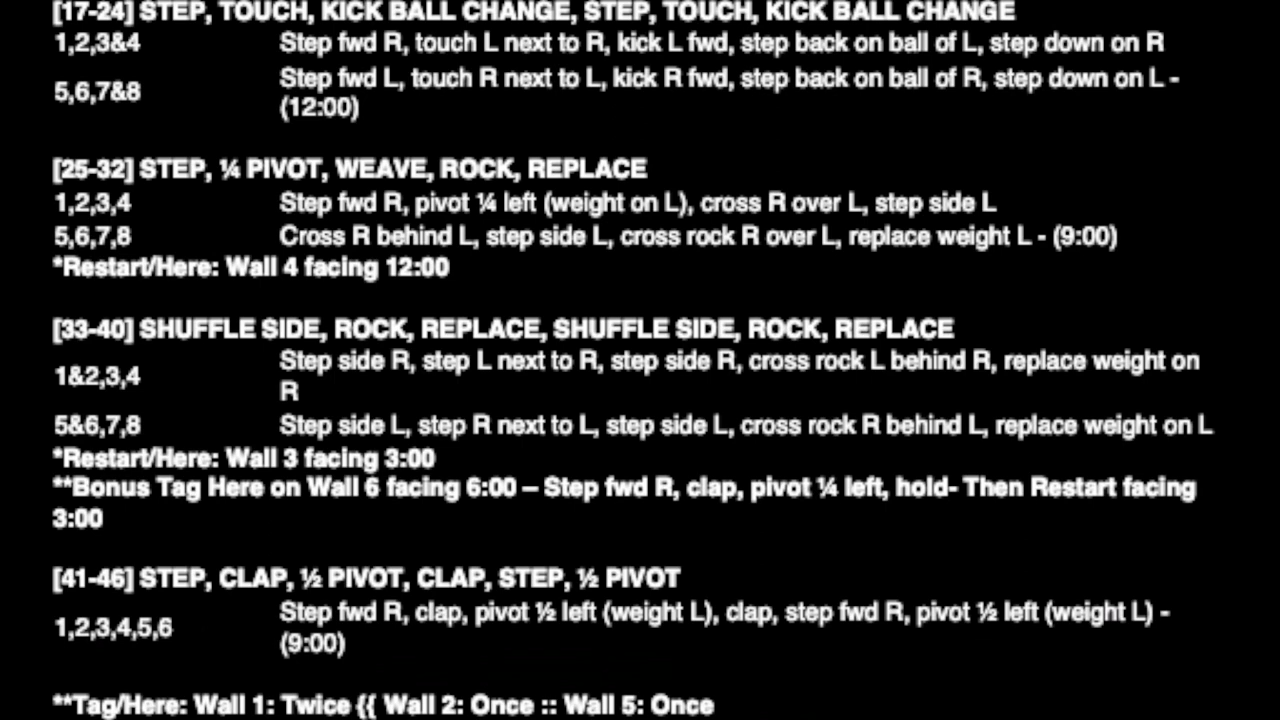 [17-24] STEP, TOUCH, KICK BALL CHANGE, STEP, TOUCH, KICK BALL CHANGE
1,2,3&4 Step fwd R, touch L next to R, kick L fwd, step back on ball of L, step down on R
5,6,7&8 Step fwd L, touch R next to L, kick R fwd, step back on ball of R, step down on L -
(12:00)
[25-32] STEP, ¼ PIVOT, WEAVE, ROCK, REPLACE
1,2,3,4 Step fwd R, pivot ¼ left (weight on L), cross R over L, step side L
5,6,7,8 Cross R behind L, step side L, cross rock R over L, replace weight L - (9:00)
*Restart/Here: Wall 4 facing 12:00
[33-40] SHUFFLE SIDE, ROCK, REPLACE, SHUFFLE SIDE, ROCK, REPLACE
1&2,3,4 Step side R, step L next to R, step side R, cross rock L behind R, replace weight on
R
5&6,7,8 Step side L, step R next to L, step side L, cross rock R behind L, replace weight on L
*Restart/Here: Wall 3 facing 3:00
**Bonus Tag Here on Wall 6 facing 6:00 – Step fwd R, clap, pivot ¼ left, hold- Then Restart facing
3:00
[41-46] STEP, CLAP, ½ PIVOT, CLAP, STEP, ½ PIVOT
1,2,3,4,5,6 Step fwd R, clap, pivot ½ left (weight L), clap, step fwd R, pivot ½ left (weight L) -
(9:00)
**Tag/Here: Wall 1: Twice {{ Wall 2: Once :: Wall 5: Once